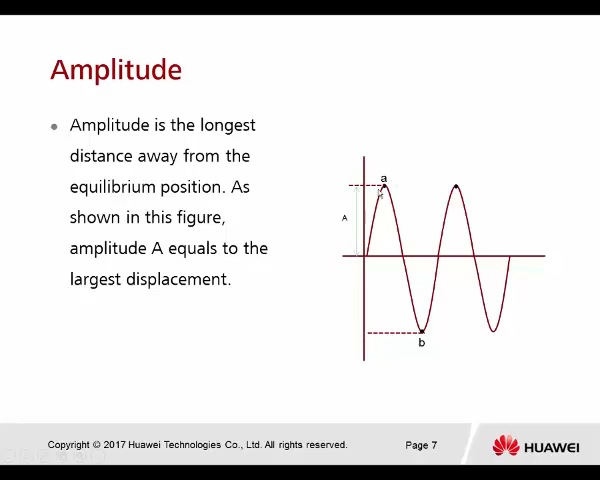 Amplitude
● Amplitude is the longest
distance away from the
equilibrium position. As
shown in this figure,
amplitude A equals to the
largest displacement.
a
A
b
Copyright © 2017 Huawei Technologies Co., Ltd. All rights reserved.
Page 7
HUAWEI